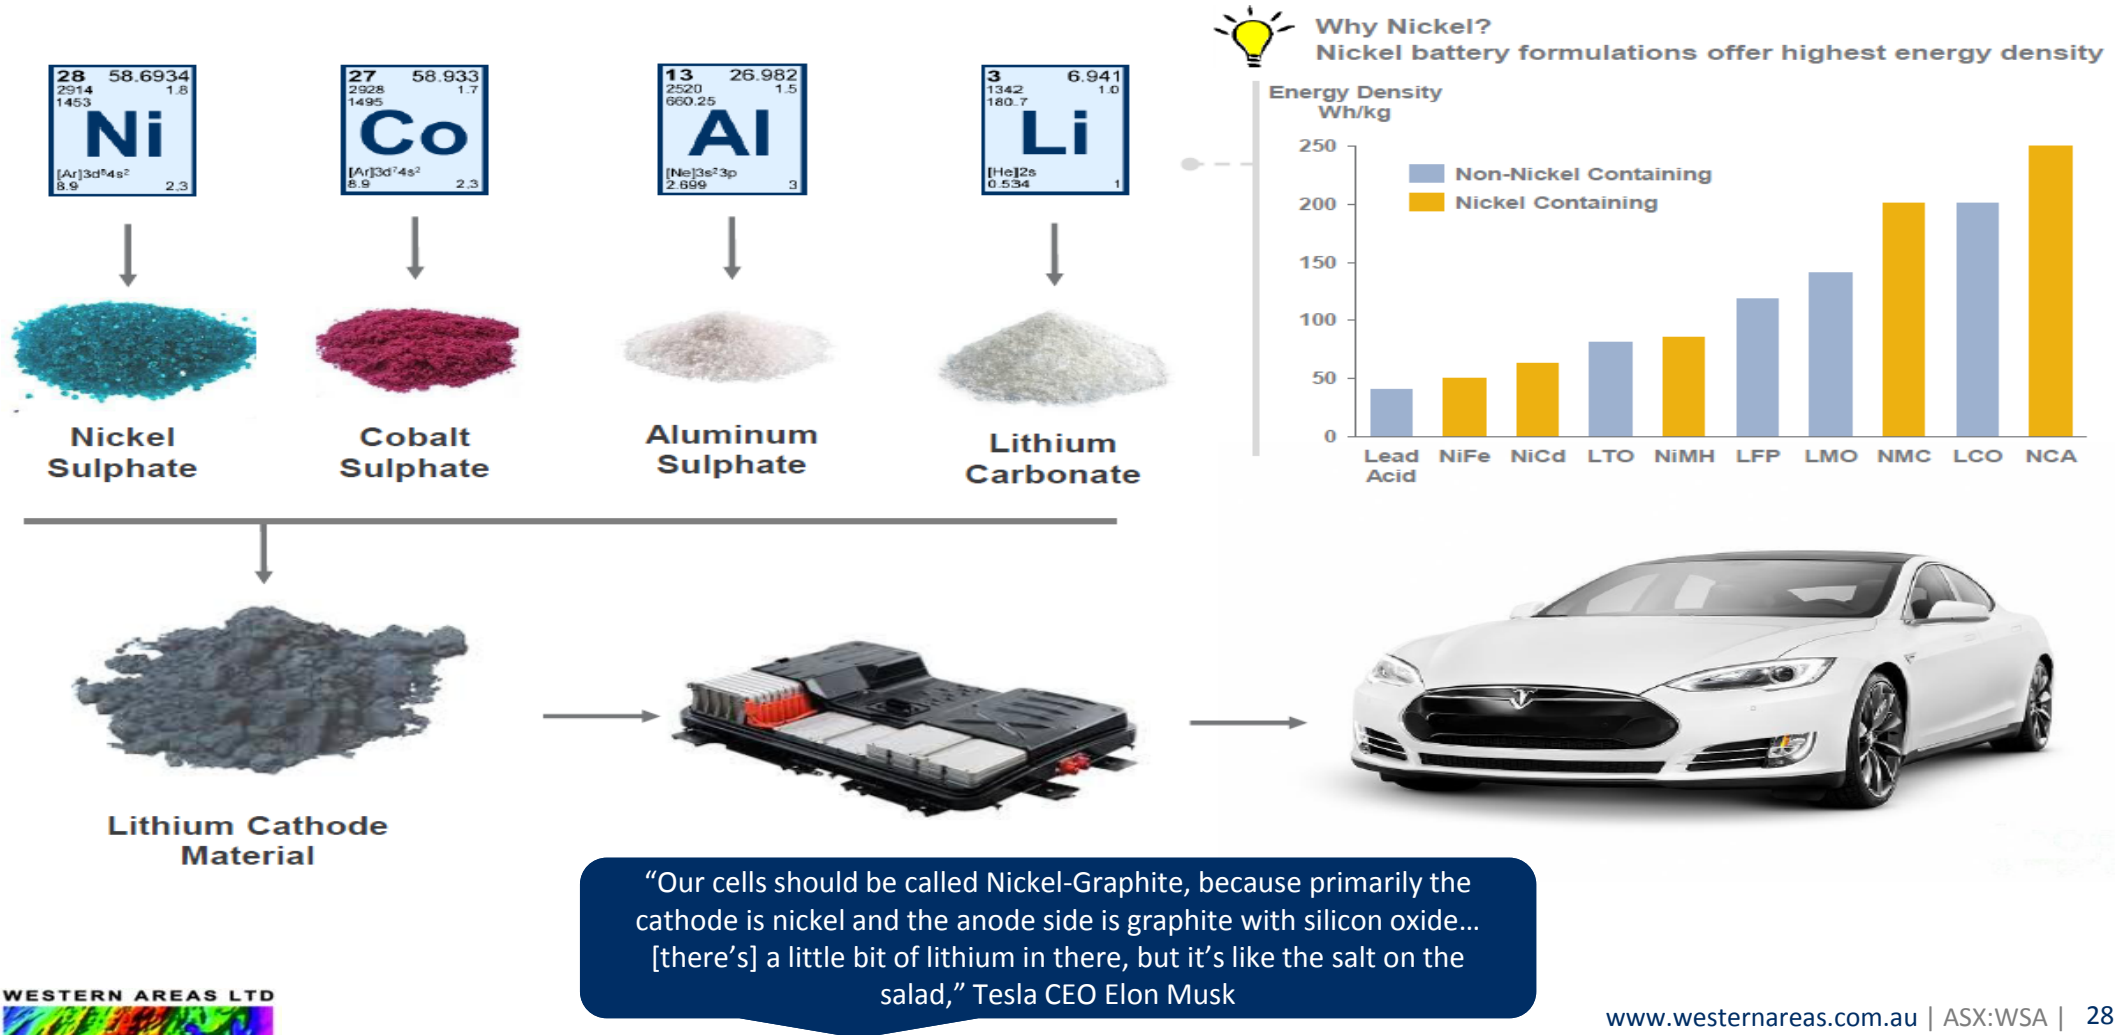 Why Nickel?
Nickel battery formulations offer highest energy density
28 58.6934
2914 1.8
1453
Ni
[Ar]3d⁸4s²
8.9 2,3
27 58.933
2928 1.7
1495
Co
[Ar]3d⁷4s²
8.9 2,3
13 26.982
2520 1.5
660.25
Al
[Ne]3s²3p
2.699 3
3 6.941
1342 1.0
180.7
Li
[He]2s
0.534 1
Nickel
Sulphate
Cobalt
Sulphate
Aluminum
Sulphate
Lithium
Carbonate
Energy Density
Wh/kg
250
200
150
100
50
0
Non-Nickel Containing
Nickel Containing
Lead Acid NiFe NiCd LTO NiMH LFP LMO NMC LCO NCA
Lithium Cathode
Material
“Our cells should be called Nickel-Graphite, because primarily the
cathode is nickel and the anode side is graphite with silicon oxide...
[there’s] a little bit of lithium in there, but it’s like the salt on the
salad,” Tesla CEO Elon Musk
WESTERN AREAS LTD
www.westernareas.com.au | ASX:WSA | 28